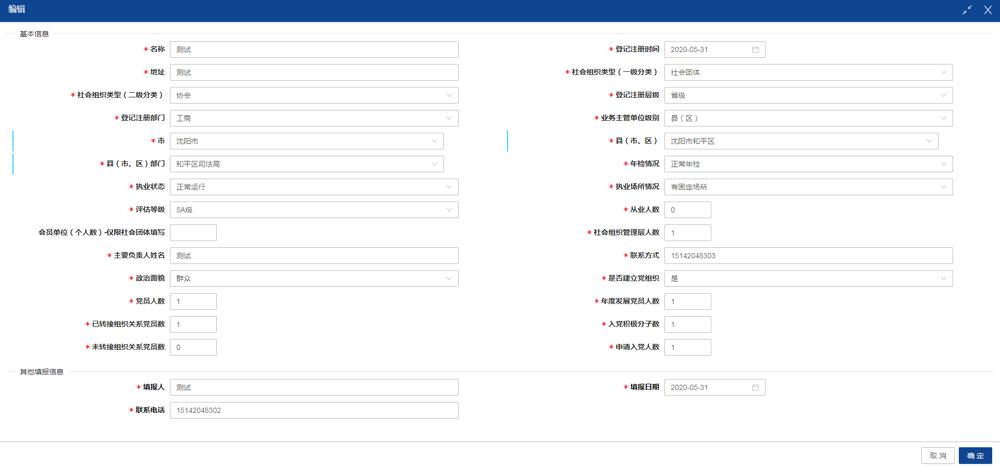 编辑
基本信息
* 名称 测试 * 登记注册时间 2020-05-31
* 地址 测试 * 社会组织类型（一级分类） 社会团体
* 社会组织类型（二级分类） 协会 * 登记注册层级 省级
* 登记注册部门 工商 * 业务主管单位级别 县（区）
* 市 沈阳市 * 县（市、区） 沈阳市和平区
* 县（市、区）部门 和平区司法局 * 年检情况 正常年检
* 执业状态 正常运行 * 执业场所情况 有固定场所
* 评估等级 5A级 * 从业人数 0
会员单位（个人数）-仅限社会团体填写 * 社会组织管理层人数 1
* 主要负责人姓名 测试 * 联系方式 15142048303
* 政治面貌 群众 * 是否建立党组织 是
* 党员人数 1 * 年度发展党员人数 1
* 已转接组织关系党员数 1 * 入党积极分子数 1
* 未转接组织关系党员数 0 * 申请入党人数 1
其他填报信息
* 填报人 测试 * 填报日期 2020-05-31
* 联系电话 15142048302
取 消 确 定